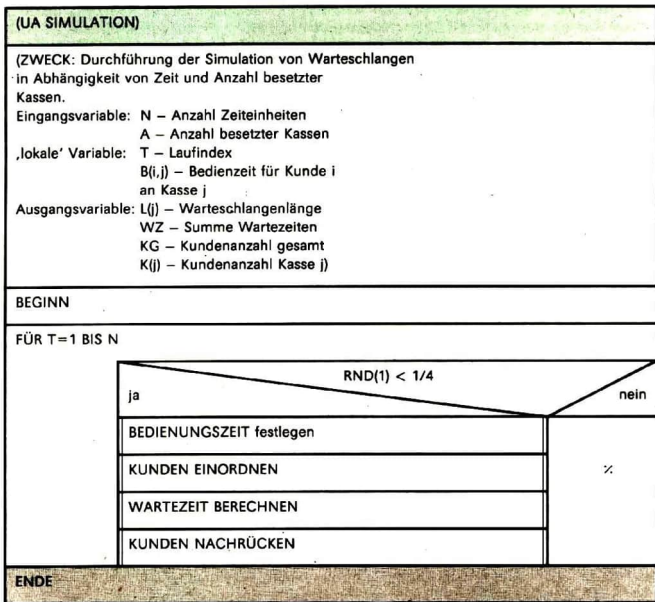 (UA SIMULATION)
(ZWECK: Durchführung der Simulation von Warteschlangen
in Abhängigkeit von Zeit und Anzahl besetzter
Kassen.
Eingangsvariable: N – Anzahl Zeiteinheiten
A – Anzahl besetzter Kassen
‚lokale' Variable: T – Laufindex
B(i,j) – Bedienzeit für Kunde i
an Kasse j
Ausgangsvariable: L(j) – Warteschlangenlänge
WZ – Summe Wartezeiten
KG – Kundenanzahl gesamt
K(j) – Kundenanzahl Kasse j)
BEGINN
FÜR T=1 BIS N
RND(1) < 1/4
ja nein
BEDIENUNGSZEIT festlegen
KUNDEN EINORDNEN
٪
WARTEZEIT BERECHNEN
KUNDEN NACHRÜCKEN
ENDE